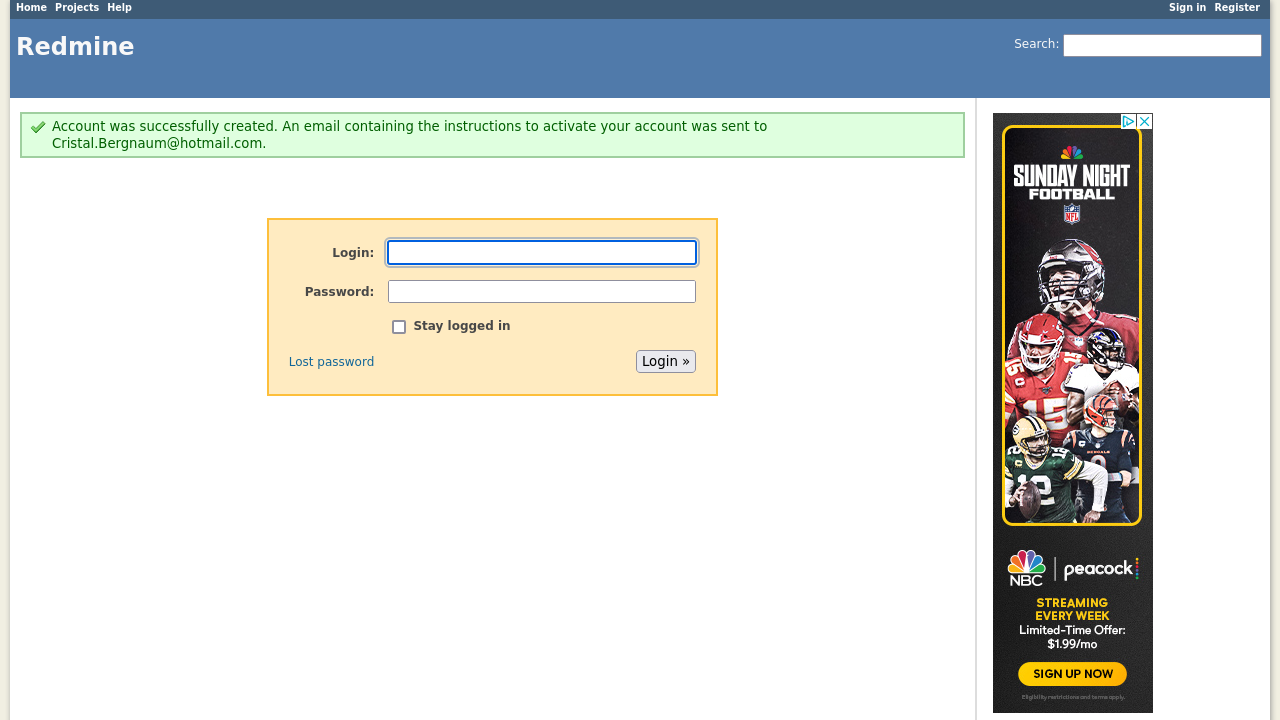 Home Projects Help Sign in Register
Redmine
Search:
Account was successfully created. An email containing the instructions to activate your account was sent to
Cristal.Bergnaum@hotmail.com.
Login:
Password:
Stay logged in
Lost password
Login »
SUNDAY NIGHT
FOOTBALL
NFL
NBC peacock
STREAMING
EVERY WEEK
Limited-Time Offer:
$1.99/mo
SIGN UP NOW
Eligibility restrictions and terms apply.